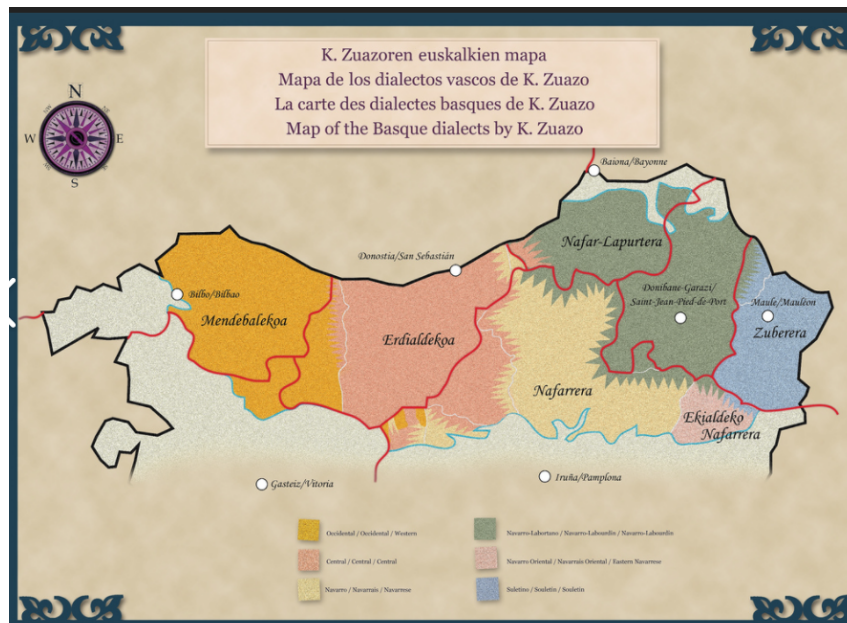 K. Zuazoren euskalkien mapa
Mapa de los dialectos vascos de K. Zuazo
La carte des dialectes basques de K. Zuazo
Map of the Basque dialects by K. Zuazo
N
W
E
S
Baiona/Bayonne
Donostia/San Sebastián
Nafar-Lapurtera
Bilbo/Bilbao
Donibane-Garazi/
Saint-Jean-Pied-de-Port
Maule/Mauléon
Mendebalekoa
Erdialdekoa
Zuberera
Nafarrera
Ekialdeko
Nafarrera
Gasteiz/Vitoria
Iruña/Pamplona
Occidental / Occidental / Western
Navarro-Labortano / Navarro-Labourdin / Navarro-Labourdin
Central / Central / Central
Navarro Oriental / Navarrais Oriental / Eastern Navarrese
Navarro / Navarrais / Navarrese
Suletino / Souletin / Souletin